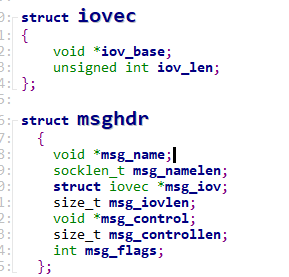 struct iovec
{
void *iov_base;
unsigned int iov_len;
};
struct msghdr
{
void *msg_name;
socklen_t msg_namelen;
struct iovec *msg_iov;
size_t msg_iovlen;
void *msg_control;
size_t msg_controllen;
int msg_flags;
};